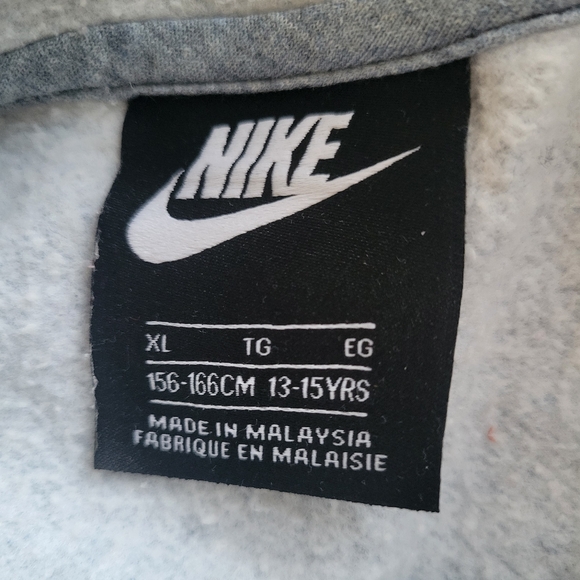 NIKE
XL TG EG
156-166CM 13-15YRS
MADE IN MALAYSIA
FABRIQUE EN MALAISIE